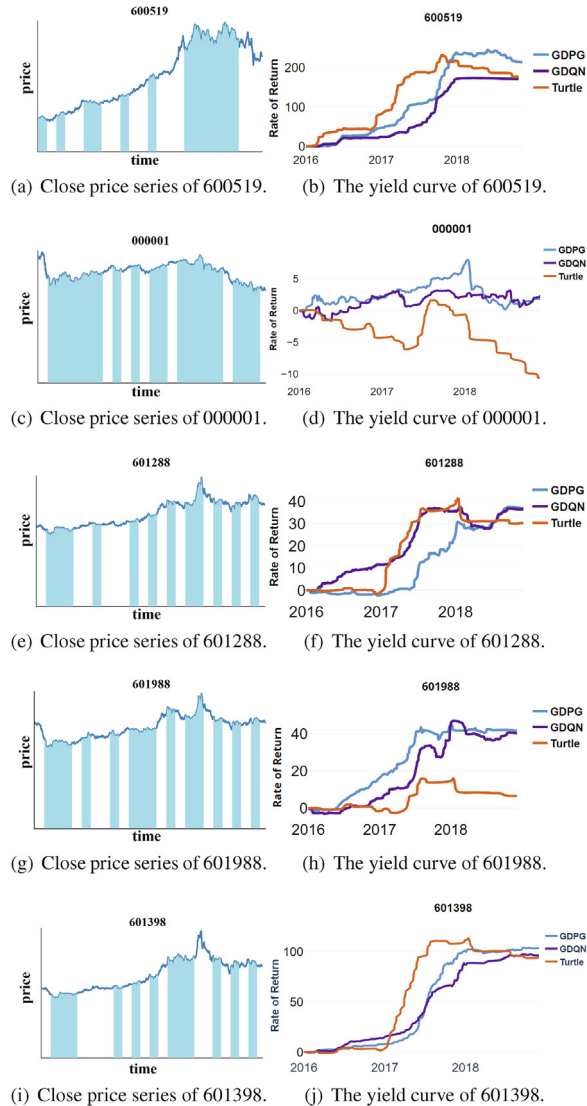 600519
price
time
600519
Rate of Return
200
100
0
2016
2017
2018
GDPG
GDQN
Turtle
(a) Close price series of 600519.
(b) The yield curve of 600519.
000001
price
time
000001
Rate of Return
5
0
−5
−10
2016
2017
2018
GDPG
GDQN
Turtle
(c) Close price series of 000001.
(d) The yield curve of 000001.
601288
price
time
601288
Rate of Return
40
30
20
10
0
2016
2017
2018
GDPG
GDQN
Turtle
(e) Close price series of 601288.
(f) The yield curve of 601288.
601988
price
time
601988
Rate of Return
40
20
0
2016
2017
2018
GDPG
GDQN
Turtle
(g) Close price series of 601988.
(h) The yield curve of 601988.
601398
price
time
601398
Rate of Return
100
50
0
2016
2017
2018
GDPG
GDQN
Turtle
(i) Close price series of 601398.
(j) The yield curve of 601398.